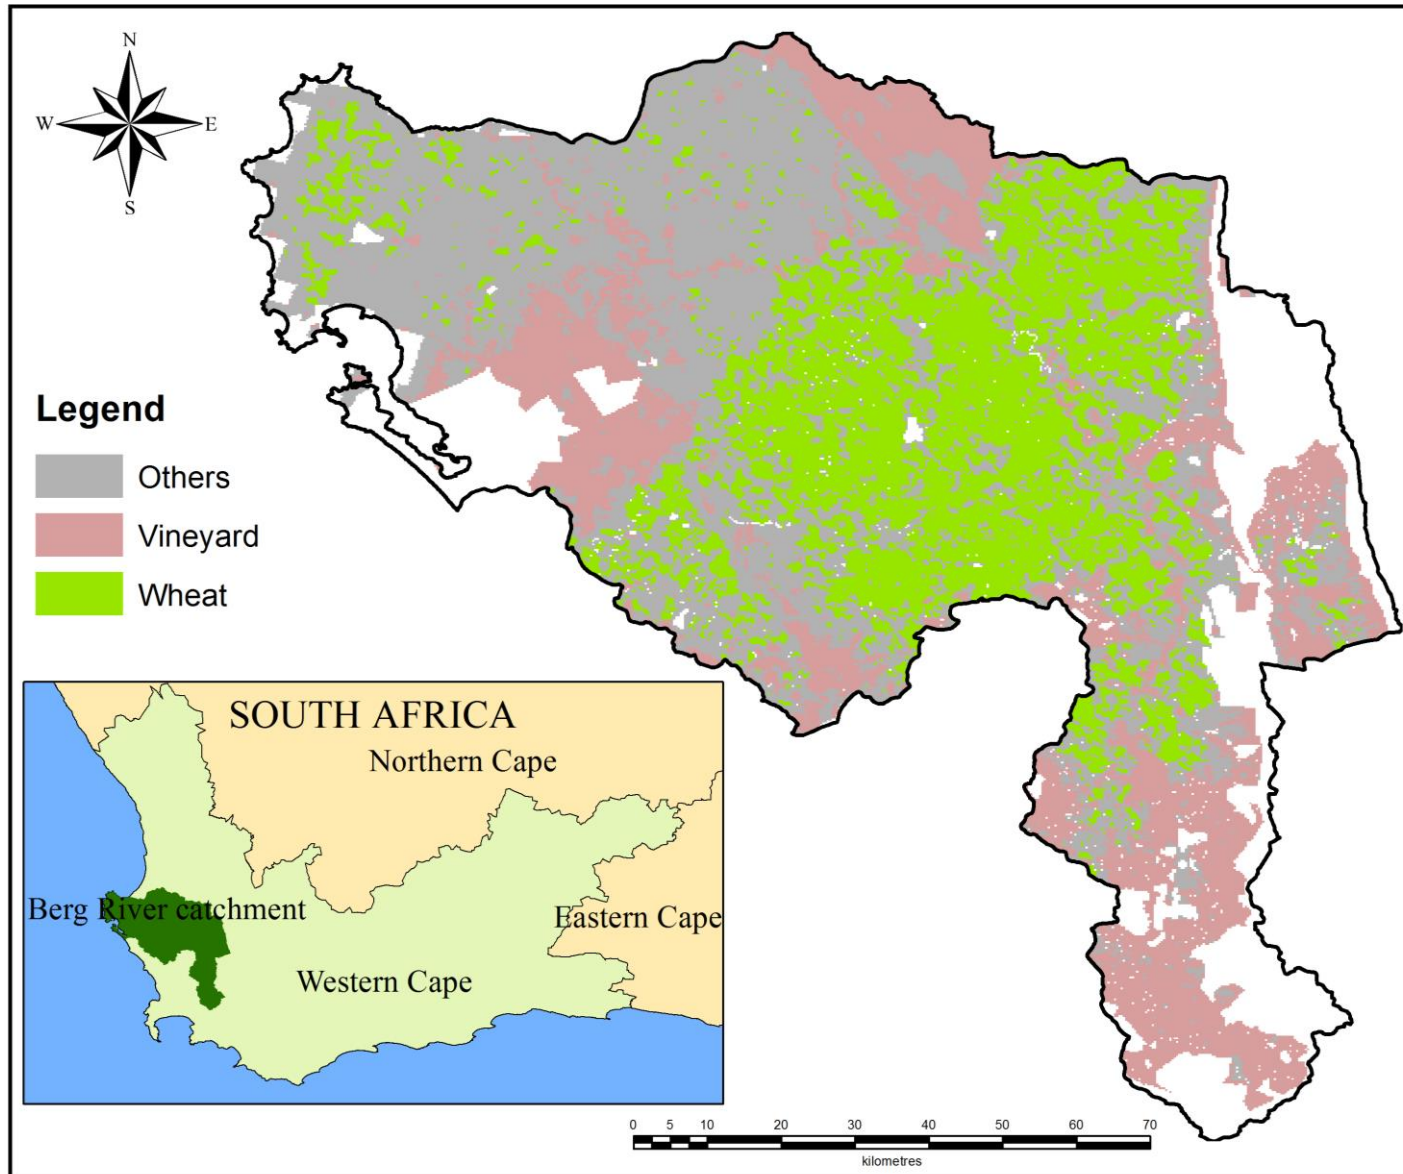 N
W E
S
Legend
Others
Vineyard
Wheat
SOUTH AFRICA
Northern Cape
Berg River catchment
Eastern Cape
Western Cape
0 5 10 20 30 40 50 60 70
kilometres